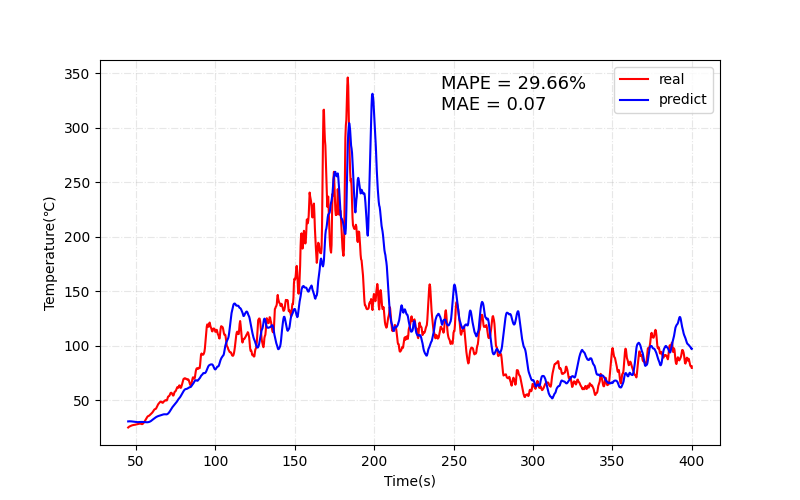 MAPE = 29.66%
MAE = 0.07
real
predict
Temperature(℃)
350
300
250
200
150
100
50
50 100 150 200 250 300 350 400
Time(s)